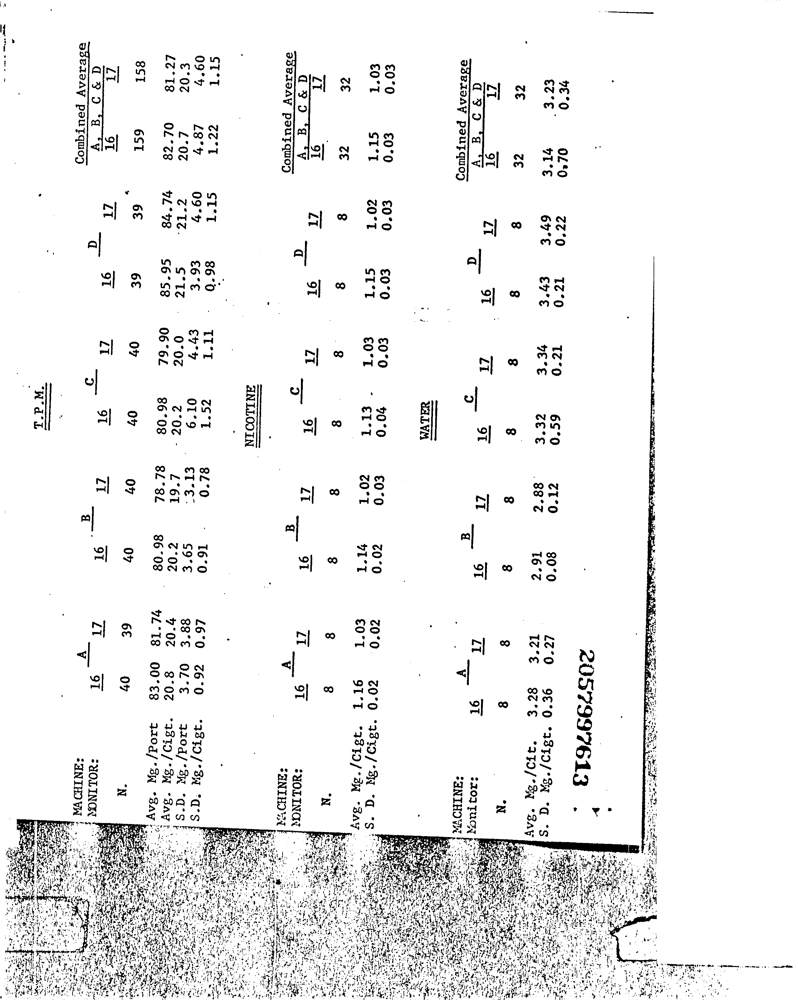 T.P.M.
MACHINE: A B C D Combined Average
A, B, C & D
MONITOR: 16 17 16 17 16 17 16 17 16 17
N. 40 39 40 40 40 40 39 39 159 158
Avg. Mg./Port 83.00 81.74 80.98 78.78 80.98 79.90 85.95 84.74 82.70 81.27
Avg. Mg./Cigt. 20.8 20.4 20.2 19.7 20.2 20.0 21.5 21.2 20.7 20.3
S.D. Mg./Port 3.70 3.88 3.65 3.13 6.10 4.43 3.93 4.60 4.87 4.60
S.D. Mg./Cigt. 0.92 0.97 0.91 0.78 1.52 1.11 0.98 1.15 1.22 1.15
NICOTINE
MACHINE: A B C D Combined Average
A, B, C & D
MONITOR: 16 17 16 17 16 17 16 17 16 17
N. 8 8 8 8 8 8 8 8 32 32
Avg. Mg./Cigt. 1.16 1.03 1.14 1.02 1.13 1.03 1.15 1.02 1.15 1.03
S. D. Mg./Cigt. 0.02 0.02 0.02 0.03 0.04 0.03 0.03 0.03 0.03 0.03
WATER
MACHINE: A B C D Combined Average
A, B, C & D
Monitor: 16 17 16 17 16 17 16 17 16 17
N. 8 8 8 8 8 8 8 8 32 32
Avg. Mg./Cit. 3.28 3.21 2.91 2.88 3.32 3.34 3.43 3.49 3.14 3.23
S. D. Mg./Cigt. 0.36 0.27 0.08 0.12 0.59 0.21 0.21 0.22 0.70 0.34
2057997613